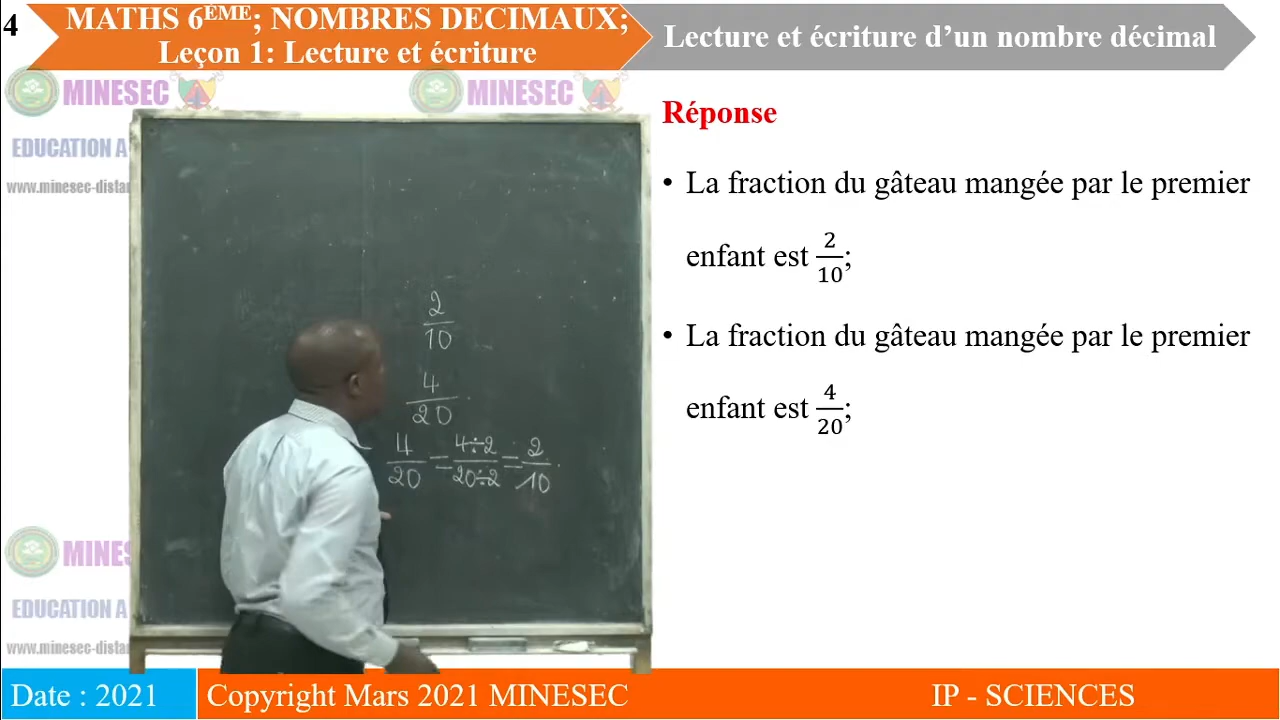 4
MATHS 6EME; NOMBRES DECIMAUX;
Leçon 1: Lecture et écriture
Lecture et écriture d’un nombre décimal
MINESEC
MINESEC
EDUCATION A
www.minesec-dista
Réponse
• La fraction du gâteau mangée par le premier
enfant est 2/10;
• La fraction du gâteau mangée par le premier
enfant est 4/20;
2/10
4/20
4/20 = 4÷2/20÷2 = 2/10.
MINES
EDUCATION A
www.minesec-distan
Date : 2021
Copyright Mars 2021 MINESEC
IP - SCIENCES